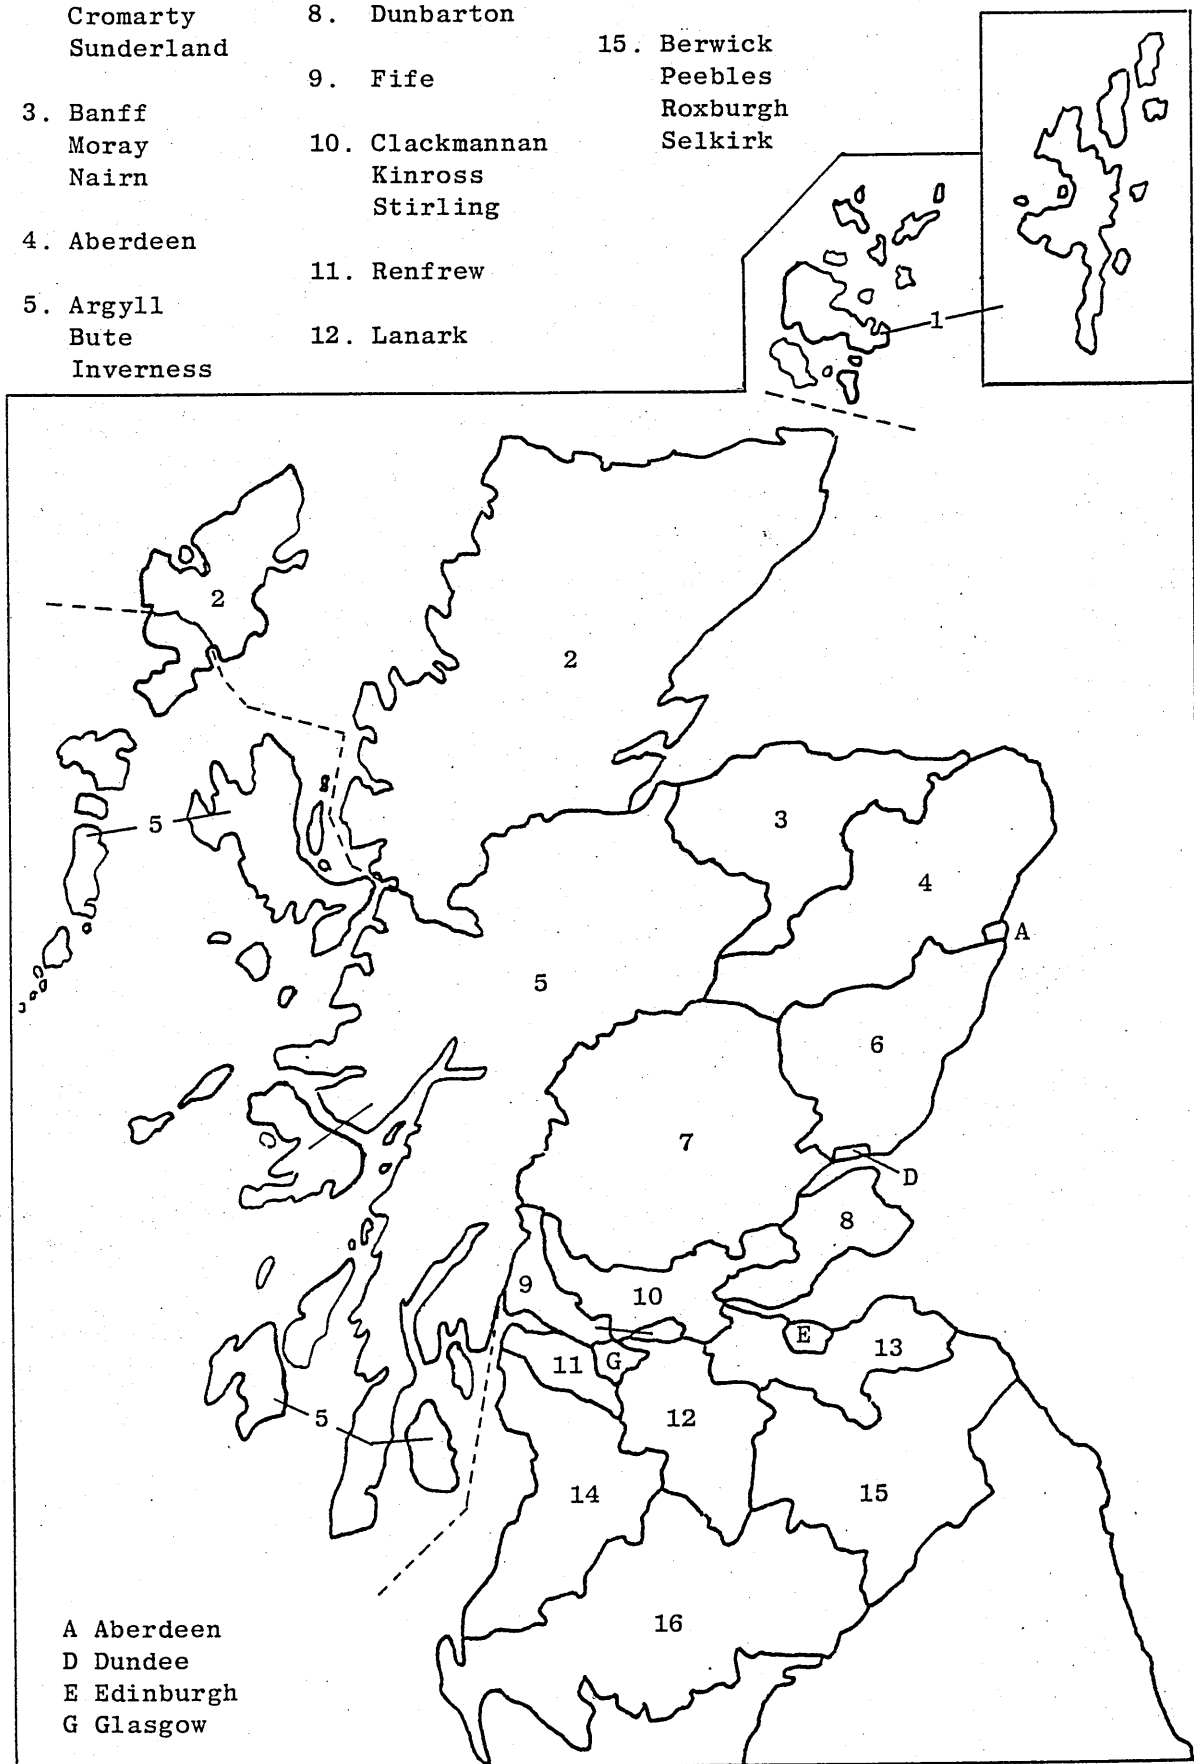 Cromarty
Sunderland
3. Banff
Moray
Nairn
4. Aberdeen
5. Argyll
Bute
Inverness
8. Dunbarton
9. Fife
10. Clackmannan
Kinross
Stirling
11. Renfrew
12. Lanark
15. Berwick
Peebles
Roxburgh
Selkirk
1
2
2
5
3
4
A
5
6
7
D
8
9
10
E
13
11
G
12
5
14
15
16
A Aberdeen
D Dundee
E Edinburgh
G Glasgow